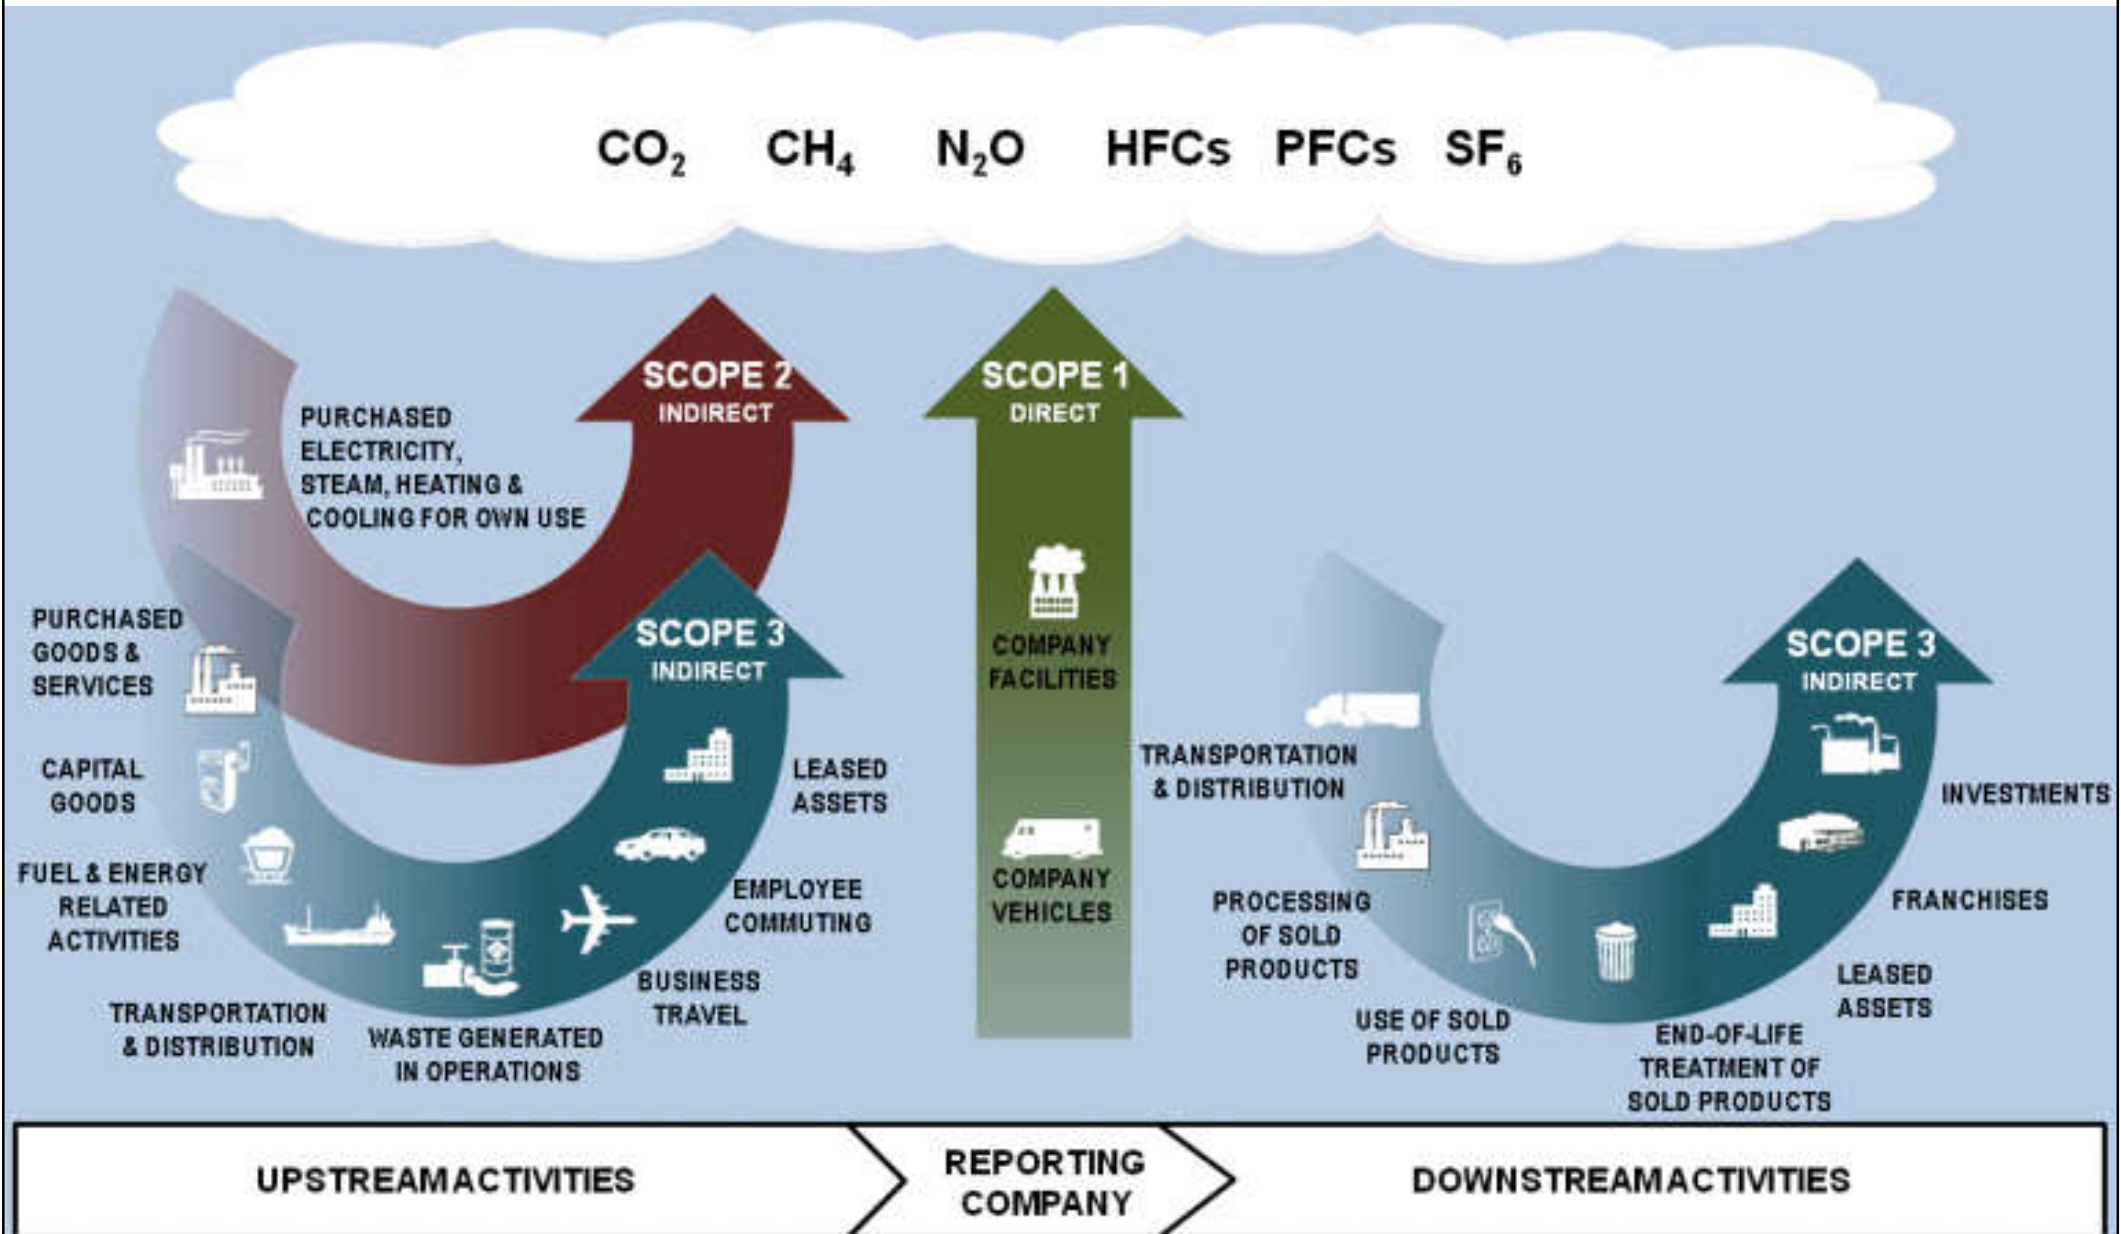 CO₂ CH₄ N₂O HFCs PFCs SF₆
SCOPE 2
INDIRECT
PURCHASED
ELECTRICITY,
STEAM, HEATING &
COOLING FOR OWN USE
SCOPE 1
DIRECT
COMPANY
FACILITIES
COMPANY
VEHICLES
SCOPE 3
INDIRECT
PURCHASED
GOODS &
SERVICES
CAPITAL
GOODS
FUEL & ENERGY
RELATED
ACTIVITIES
TRANSPORTATION
& DISTRIBUTION
WASTE GENERATED
IN OPERATIONS
BUSINESS
TRAVEL
EMPLOYEE
COMMUTING
LEASED
ASSETS
SCOPE 3
INDIRECT
TRANSPORTATION
& DISTRIBUTION
PROCESSING
OF SOLD
PRODUCTS
USE OF SOLD
PRODUCTS
END-OF-LIFE
TREATMENT OF
SOLD PRODUCTS
LEASED
ASSETS
FRANCHISES
INVESTMENTS
UPSTREAM ACTIVITIES
REPORTING
COMPANY
DOWNSTREAM ACTIVITIES